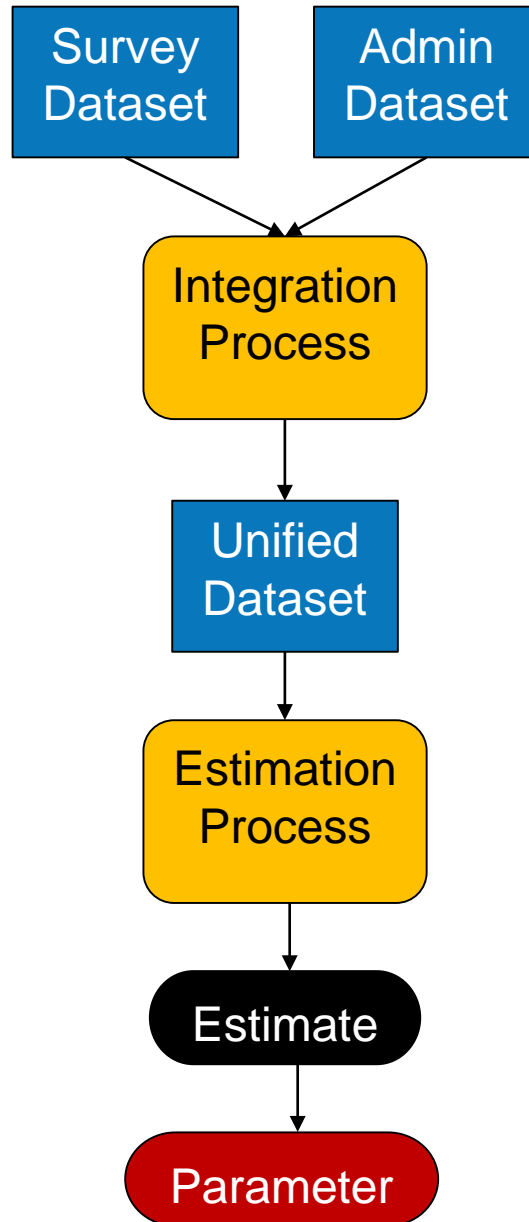 Survey
Dataset
Admin
Dataset
Integration
Process
Unified
Dataset
Estimation
Process
Estimate
Parameter